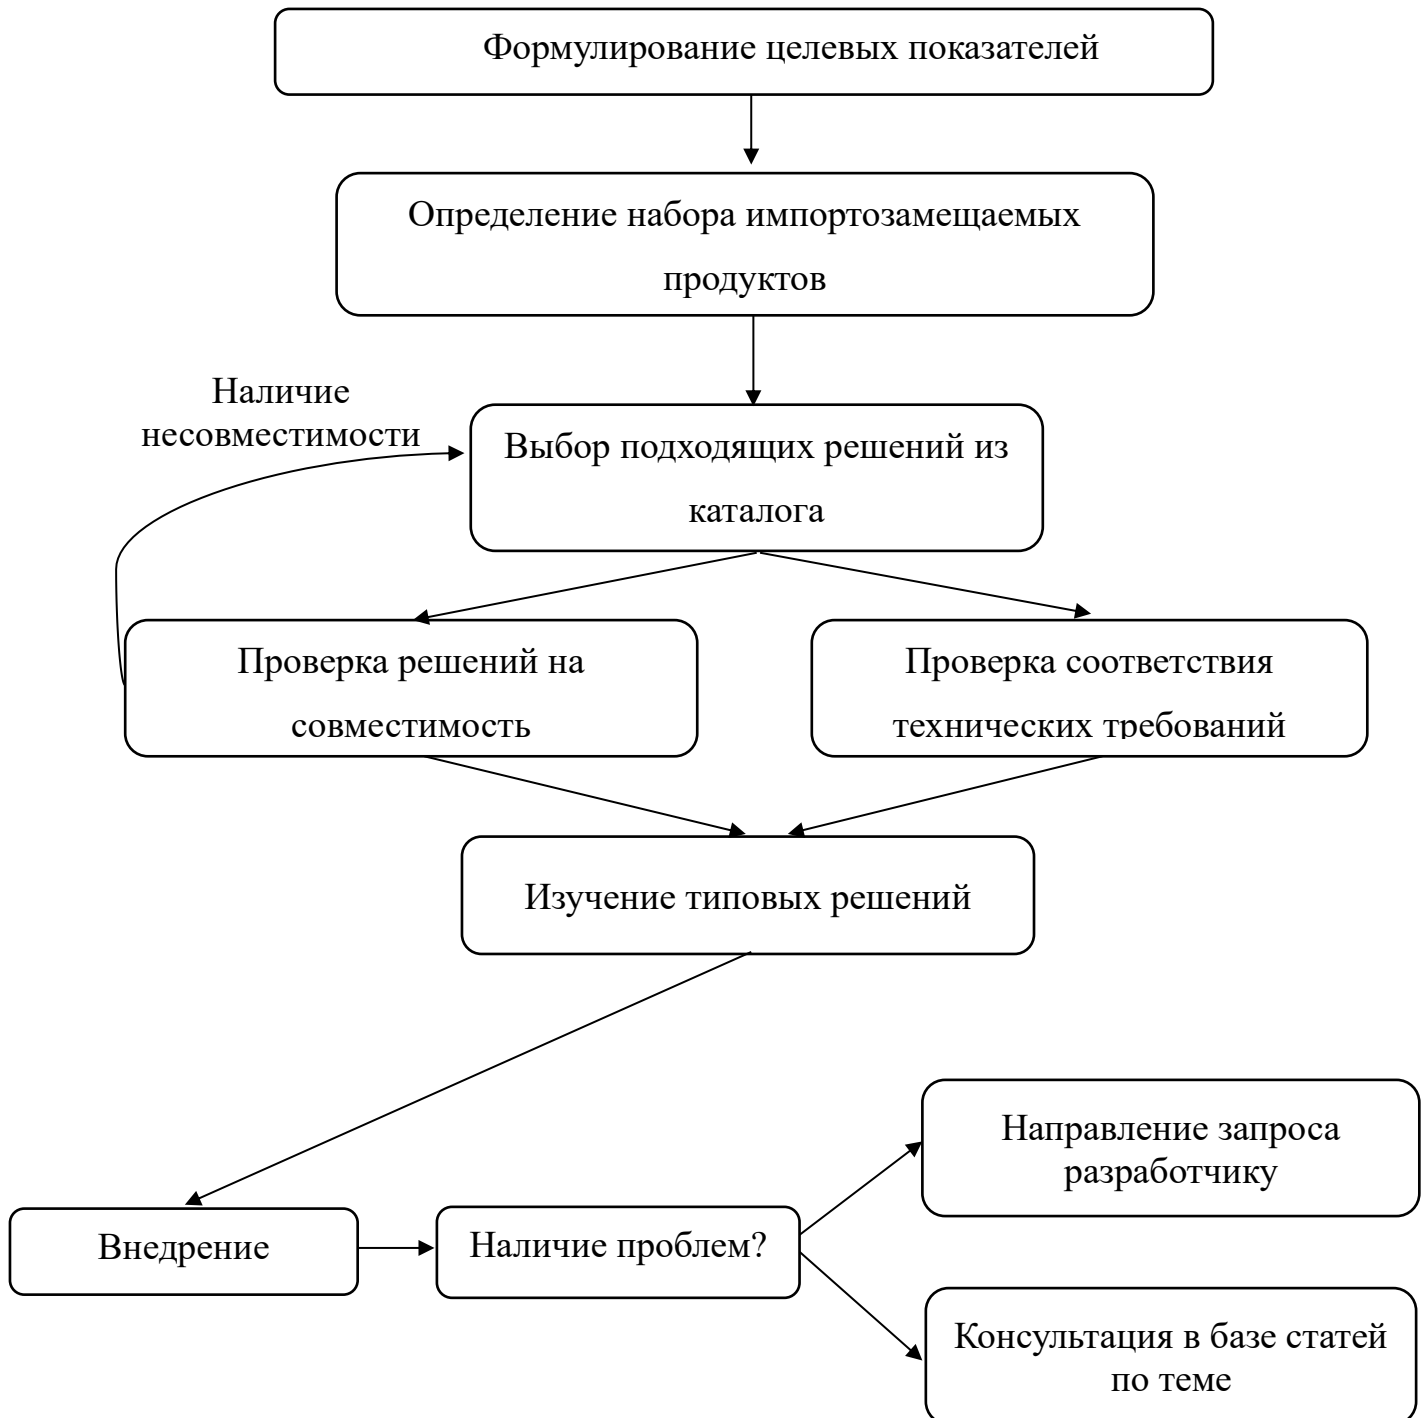 Формулирование целевых показателей
Определение набора импортозамещаемых
продуктов
Наличие
несовместимости
Выбор подходящих решений из
каталога
Проверка решений на
совместимость
Проверка соответствия
технических требований
Изучение типовых решений
Направление запроса
разработчику
Внедрение
Наличие проблем?
Консультация в базе статей
по теме